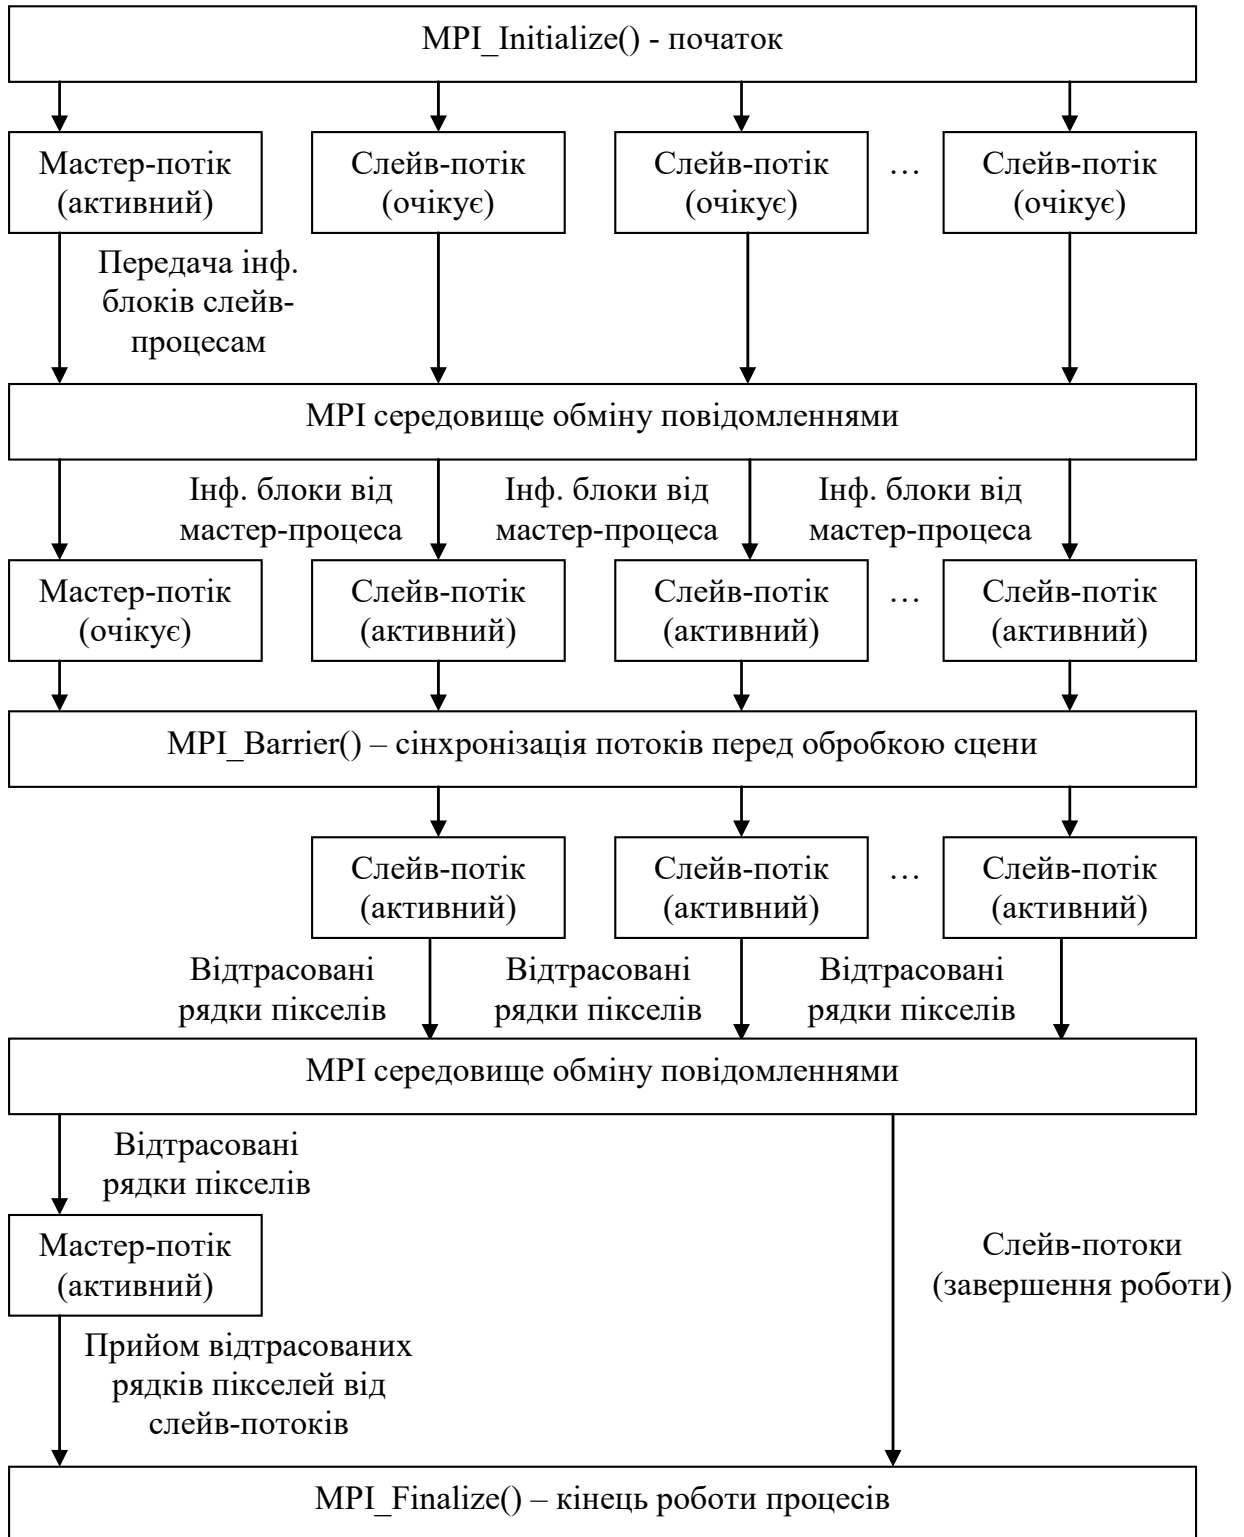 MPI_Initialize() - початок
Мастер-потік
(активний)
Слейв-потік
(очікує)
Слейв-потік
(очікує)
…
Слейв-потік
(очікує)
Передача інф.
блоків слейв-
процесам
MPI середовище обміну повідомленнями
Інф. блоки від
мастер-процеса
Інф. блоки від
мастер-процеса
Інф. блоки від
мастер-процеса
Мастер-потік
(очікує)
Слейв-потік
(активний)
Слейв-потік
(активний)
…
Слейв-потік
(активний)
MPI_Barrier() – сінхронізація потоків перед обробкою сцени
Слейв-потік
(активний)
Слейв-потік
(активний)
…
Слейв-потік
(активний)
Відтрасовані
рядки пікселів
Відтрасовані
рядки пікселів
Відтрасовані
рядки пікселів
MPI середовище обміну повідомленнями
Відтрасовані
рядки пікселів
Мастер-потік
(активний)
Слейв-потоки
(завершення роботи)
Прийом відтрасованих
рядків пікселей від
слейв-потоків
MPI_Finalize() – кінець роботи процесів